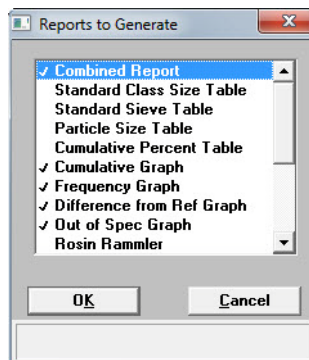 Reports to Generate
✓ Combined Report
Standard Class Size Table
Standard Sieve Table
Particle Size Table
Cumulative Percent Table
✓ Cumulative Graph
✓ Frequency Graph
✓ Difference from Ref Graph
✓ Out of Spec Graph
Rosin Rammler
OK Cancel